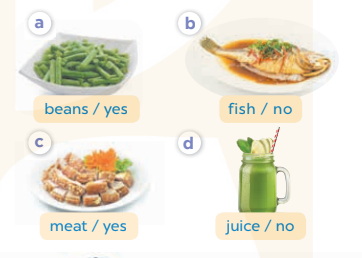 a
b
beans / yes
fish / no
c
d
meat / yes
juice / no